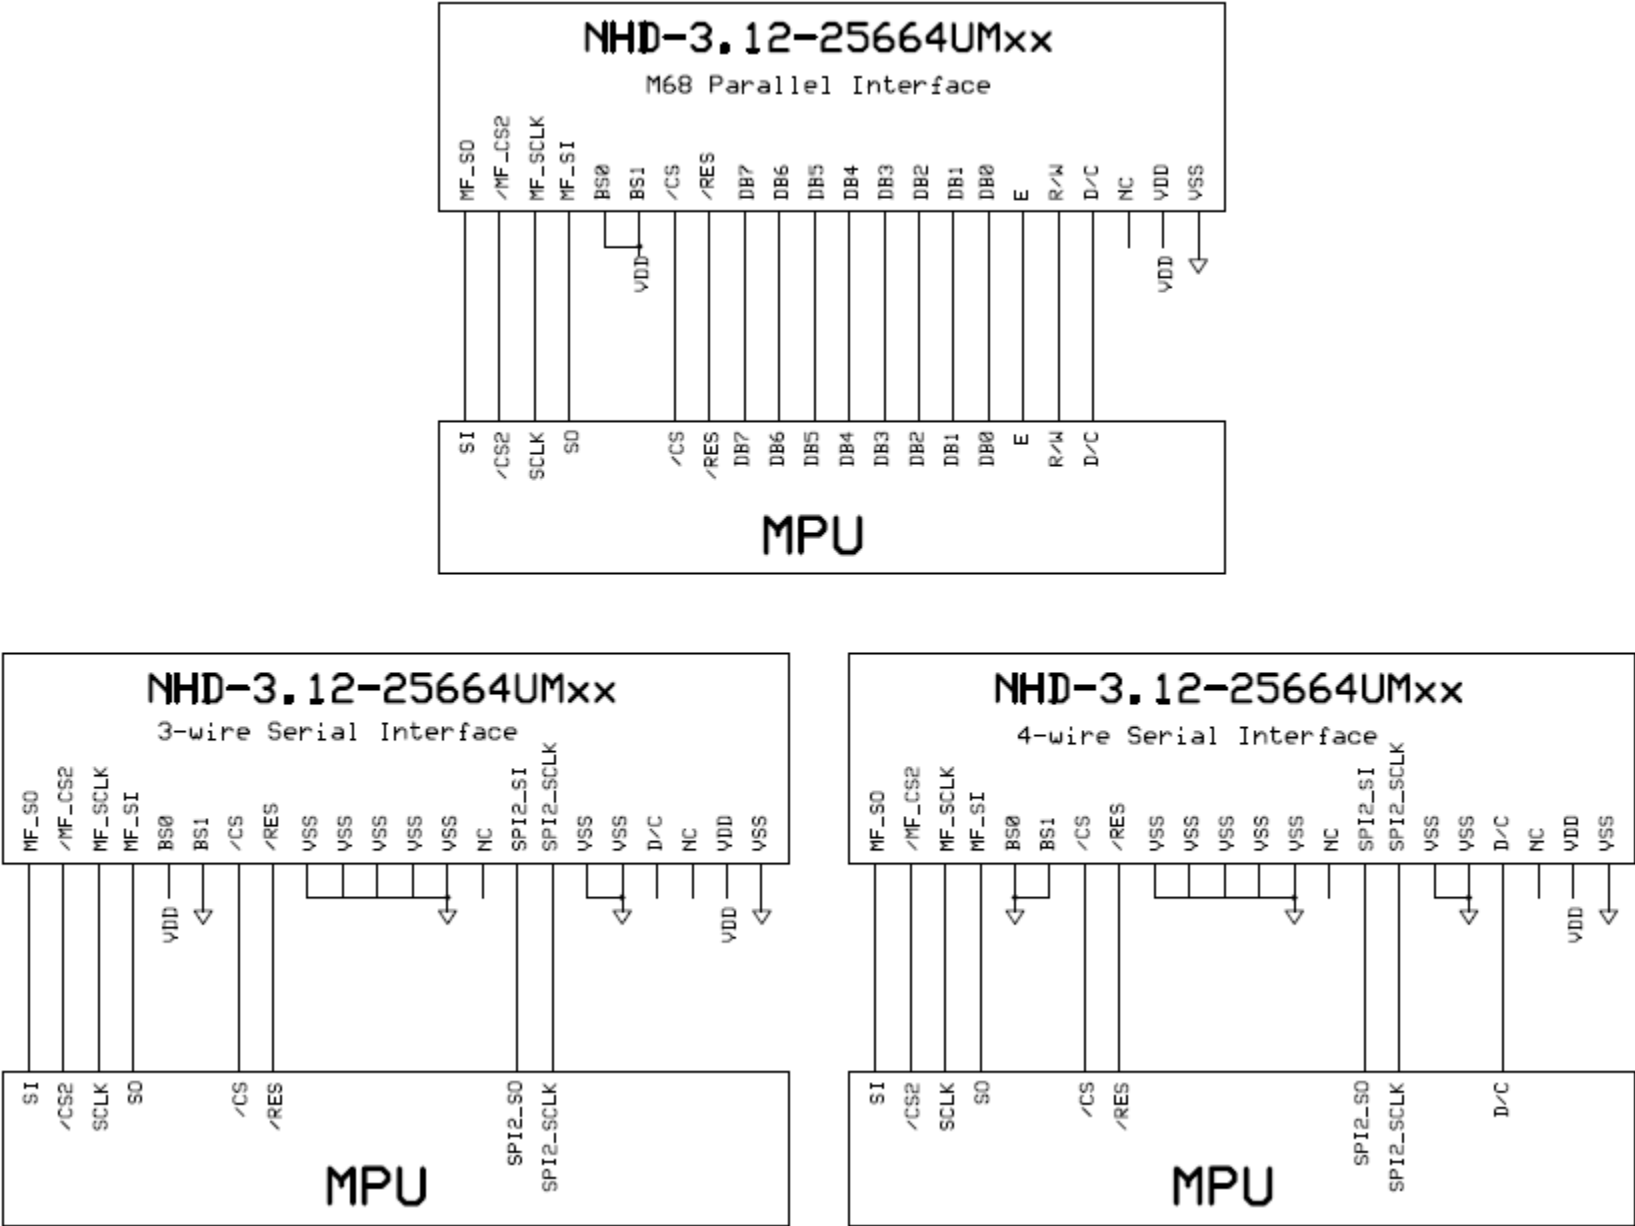 NHD-3.12-25664UMxx
M68 Parallel Interface
MF_SO /MF_CS2 MF_SCLK MF_SI BS0 BS1 /CS /RES DB7 DB6 DB5 DB4 DB3 DB2 DB1 DB0 E R/W D/C NC VDD VSS
VDD VDD
SI /CS2 SCLK SO /CS /RES DB7 DB6 DB5 DB4 DB3 DB2 DB1 DB0 E R/W D/C
MPU
NHD-3.12-25664UMxx
3-wire Serial Interface
MF_SO /MF_CS2 MF_SCLK MF_SI BS0 BS1 /CS /RES VSS VSS VSS VSS VSS NC SPI2_SI SPI2_SCLK VSS VSS D/C NC VDD VSS
VDD VDD
SI /CS2 SCLK SO /CS /RES SPI2_SO SPI2_SCLK
MPU
NHD-3.12-25664UMxx
4-wire Serial Interface
MF_SO /MF_CS2 MF_SCLK MF_SI BS0 BS1 /CS /RES VSS VSS VSS VSS VSS NC SPI2_SI SPI2_SCLK VSS VSS D/C NC VDD VSS
VDD
SI /CS2 SCLK SO /CS /RES SPI2_SO SPI2_SCLK D/C
MPU